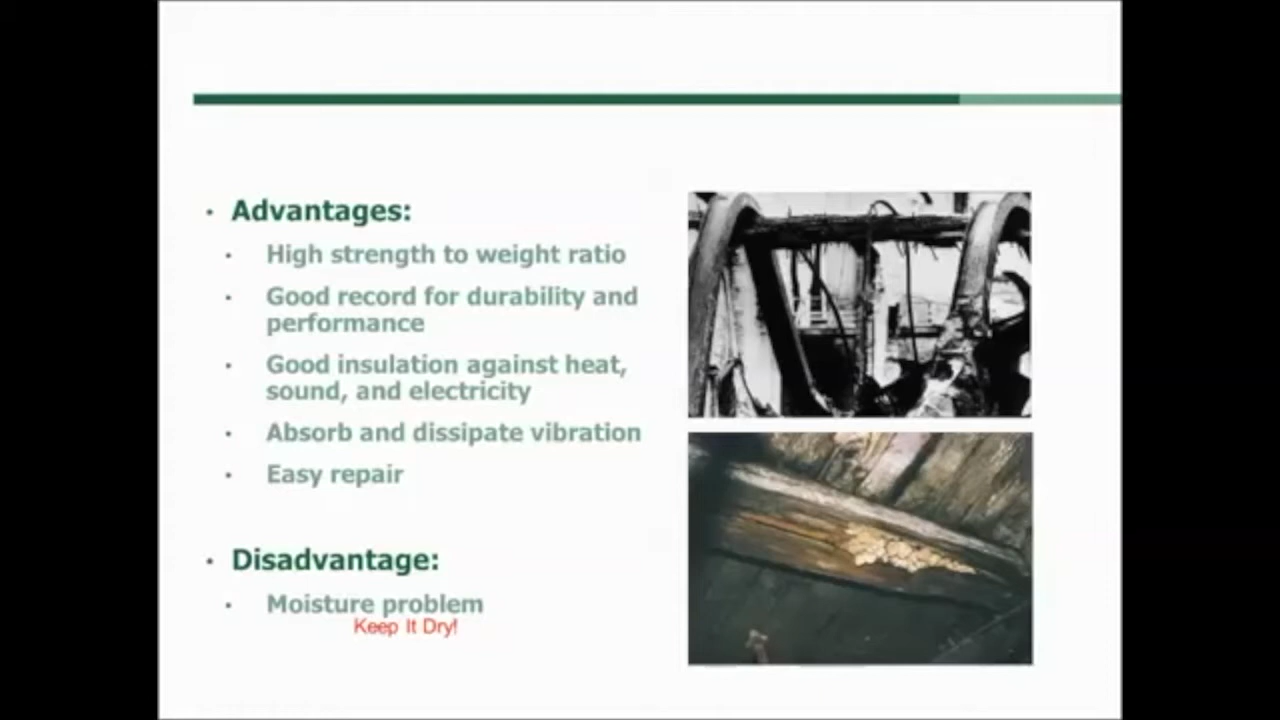 Advantages:
High strength to weight ratio
Good record for durability and
performance
Good insulation against heat,
sound, and electricity
Absorb and dissipate vibration
Easy repair
Disadvantage:
Moisture problem
Keep It Dry!